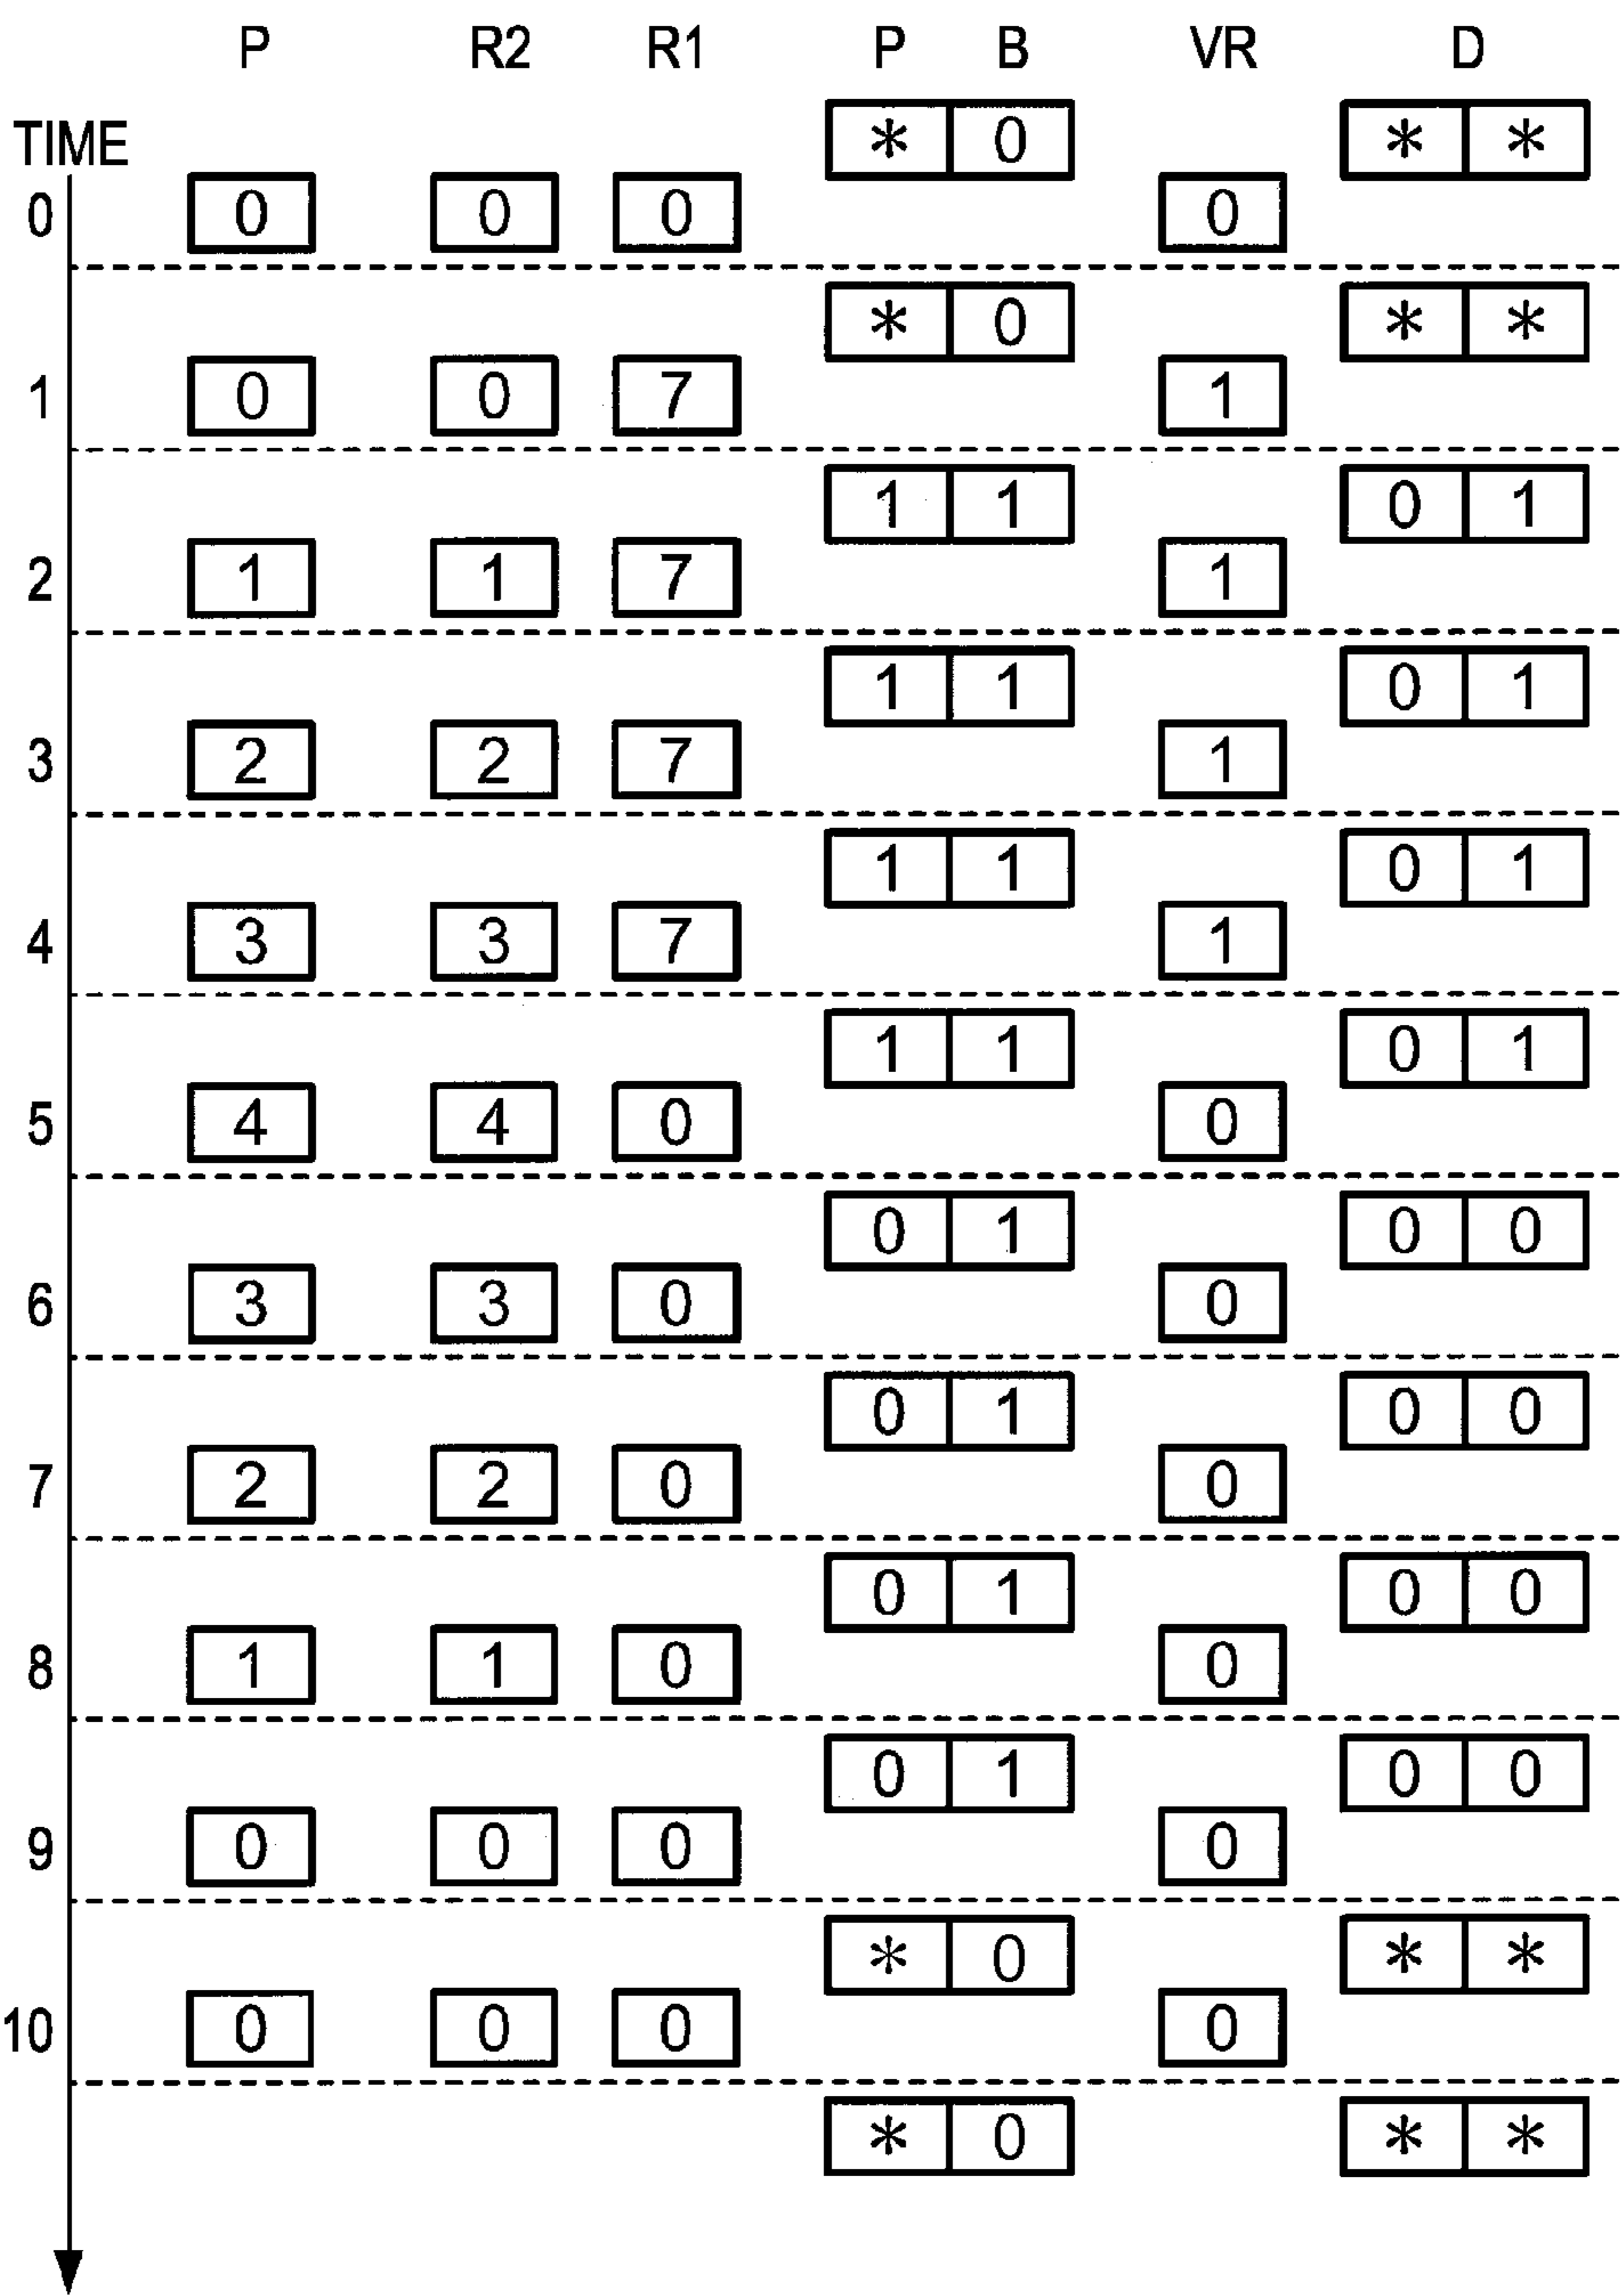 P R2 R1 P B VR D
TIME
* 0 * *
0 0 0 0 0
* 0 * *
1 0 0 7 1
1 1 0 1
2 1 1 7 1
1 1 0 1
3 2 2 7 1
1 1 0 1
4 3 3 7 1
1 1 0 1
5 4 4 0 0
0 1 0 0
6 3 3 0 0
0 1 0 0
7 2 2 0 0
0 1 0 0
8 1 1 0 0
0 1 0 0
9 0 0 0 0
* 0 * *
10 0 0 0 0
* 0 * *